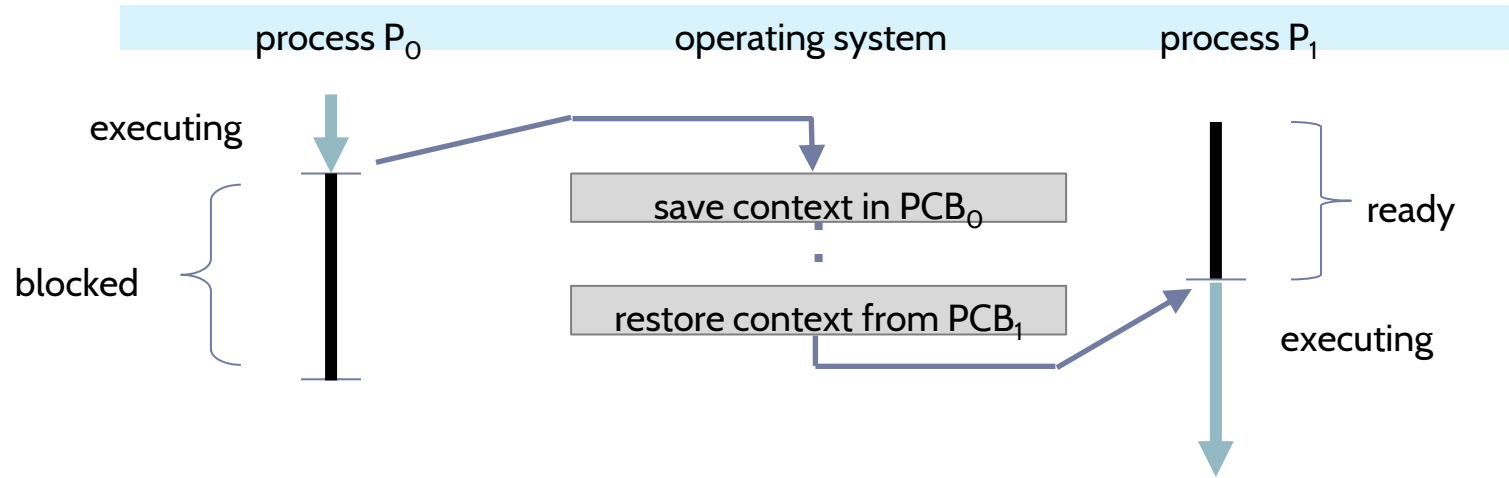 process P₀
operating system
process P₁
executing
save context in PCB₀
ready
blocked
restore context from PCB₁
executing